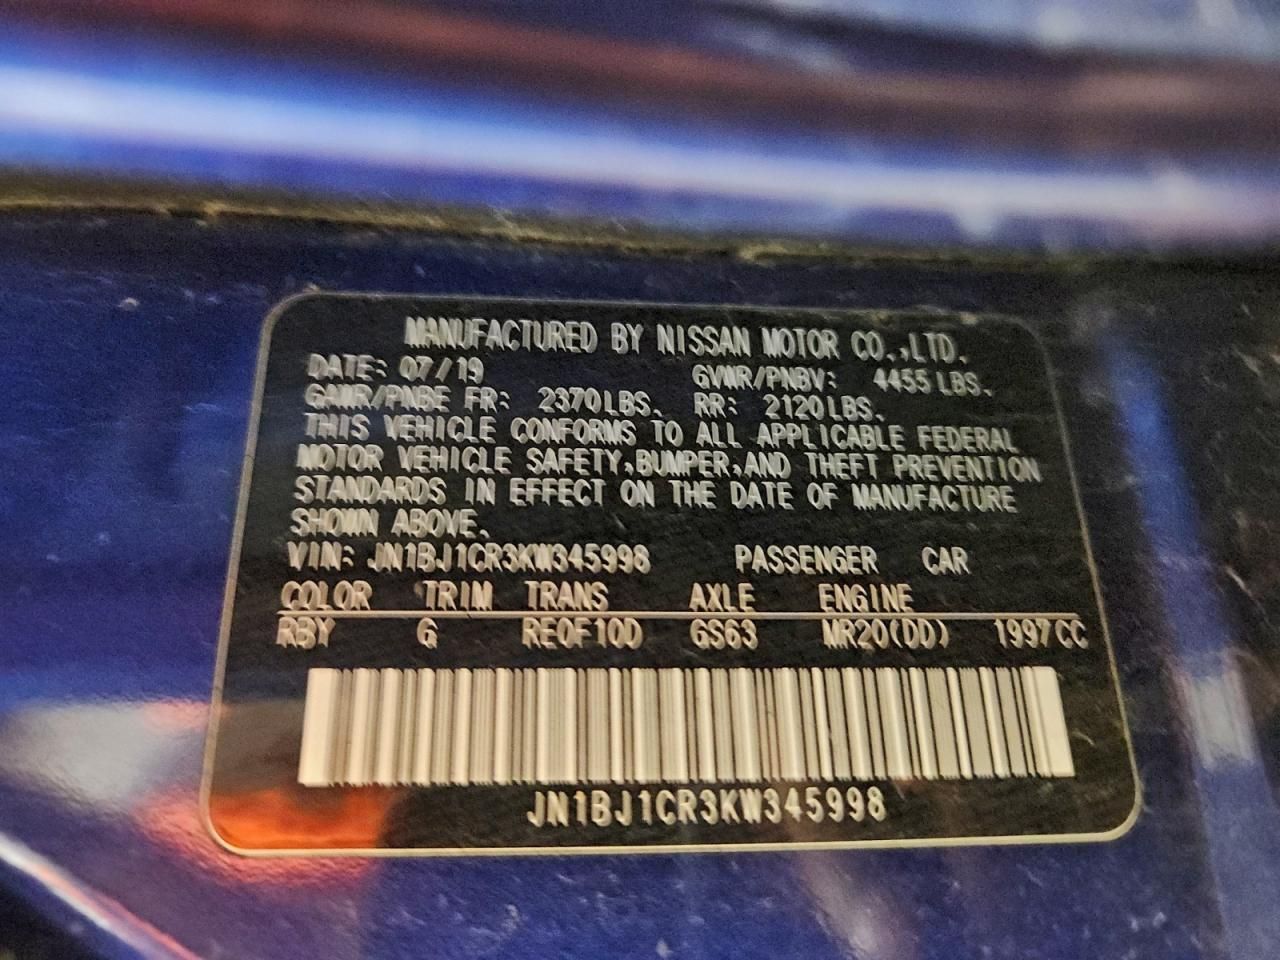 MANUFACTURED BY NISSAN MOTOR CO.,LTD.
DATE: 07/19 GVWR/PNBV: 4455 LBS.
GAWR/PNBE FR: 2370LBS. RR: 2120LBS.
THIS VEHICLE CONFORMS TO ALL APPLICABLE FEDERAL
MOTOR VEHICLE SAFETY,BUMPER,AND THEFT PREVENTION
STANDARDS IN EFFECT ON THE DATE OF MANUFACTURE
SHOWN ABOVE.
VIN: JN1BJ1CR3KW345998 PASSENGER CAR
COLOR TRIM TRANS AXLE ENGINE
RBY G RE0F10D GS63 MR20(DD) 1997CC
JN1BJ1CR3KW345998